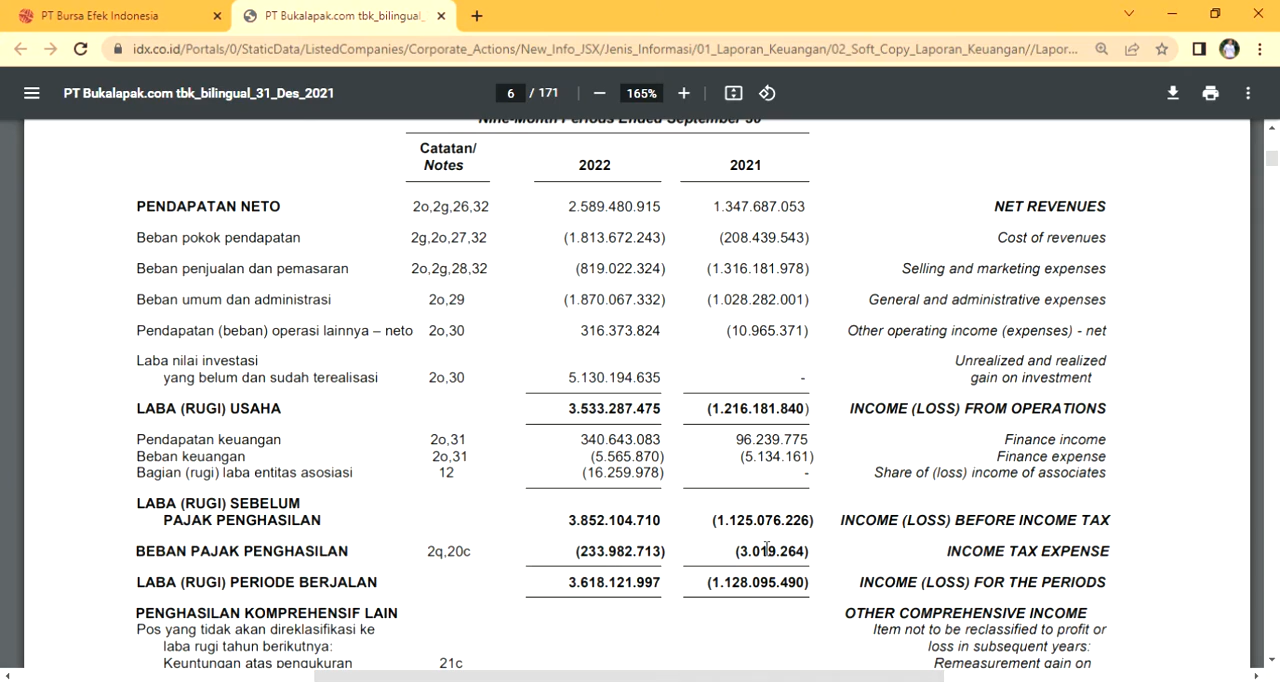 PT Bursa Efek Indonesia
PT Bukalapak.com tbk_bilingual_
idx.co.id/Portals/0/StaticData/ListedCompanies/Corporate_Actions/New_Info_JSX/Jenis_Informasi/01_Laporan_Keuangan/02_Soft_Copy_Laporan_Keuangan//Lapor...
PT Bukalapak.com tbk_bilingual_31_Des_2021 6 / 171 165%
Nine-Month Periods Ended September 30
Catatan/
Notes 2022 2021
PENDAPATAN NETO 2o,2g,26,32 2.589.480.915 1.347.687.053 NET REVENUES
Beban pokok pendapatan 2g,2o,27,32 (1.813.672.243) (208.439.543) Cost of revenues
Beban penjualan dan pemasaran 2o,2g,28,32 (819.022.324) (1.316.181.978) Selling and marketing expenses
Beban umum dan administrasi 2o,29 (1.870.067.332) (1.028.282.001) General and administrative expenses
Pendapatan (beban) operasi lainnya – neto 2o,30 316.373.824 (10.965.371) Other operating income (expenses) - net
Laba nilai investasi Unrealized and realized
yang belum dan sudah terealisasi 2o,30 5.130.194.635 - gain on investment
LABA (RUGI) USAHA 3.533.287.475 (1.216.181.840) INCOME (LOSS) FROM OPERATIONS
Pendapatan keuangan 2o,31 340.643.083 96.239.775 Finance income
Beban keuangan 2o,31 (5.565.870) (5.134.161) Finance expense
Bagian (rugi) laba entitas asosiasi 12 (16.259.978) - Share of (loss) income of associates
LABA (RUGI) SEBELUM
PAJAK PENGHASILAN 3.852.104.710 (1.125.076.226) INCOME (LOSS) BEFORE INCOME TAX
BEBAN PAJAK PENGHASILAN 2q,20c (233.982.713) (3.019.264) INCOME TAX EXPENSE
LABA (RUGI) PERIODE BERJALAN 3.618.121.997 (1.128.095.490) INCOME (LOSS) FOR THE PERIODS
PENGHASILAN KOMPREHENSIF LAIN OTHER COMPREHENSIVE INCOME
Pos yang tidak akan direklasifikasi ke Item not to be reclassified to profit or
laba rugi tahun berikutnya: loss in subsequent years:
Keuntungan atas pengukuran 21c Remeasurement gain on